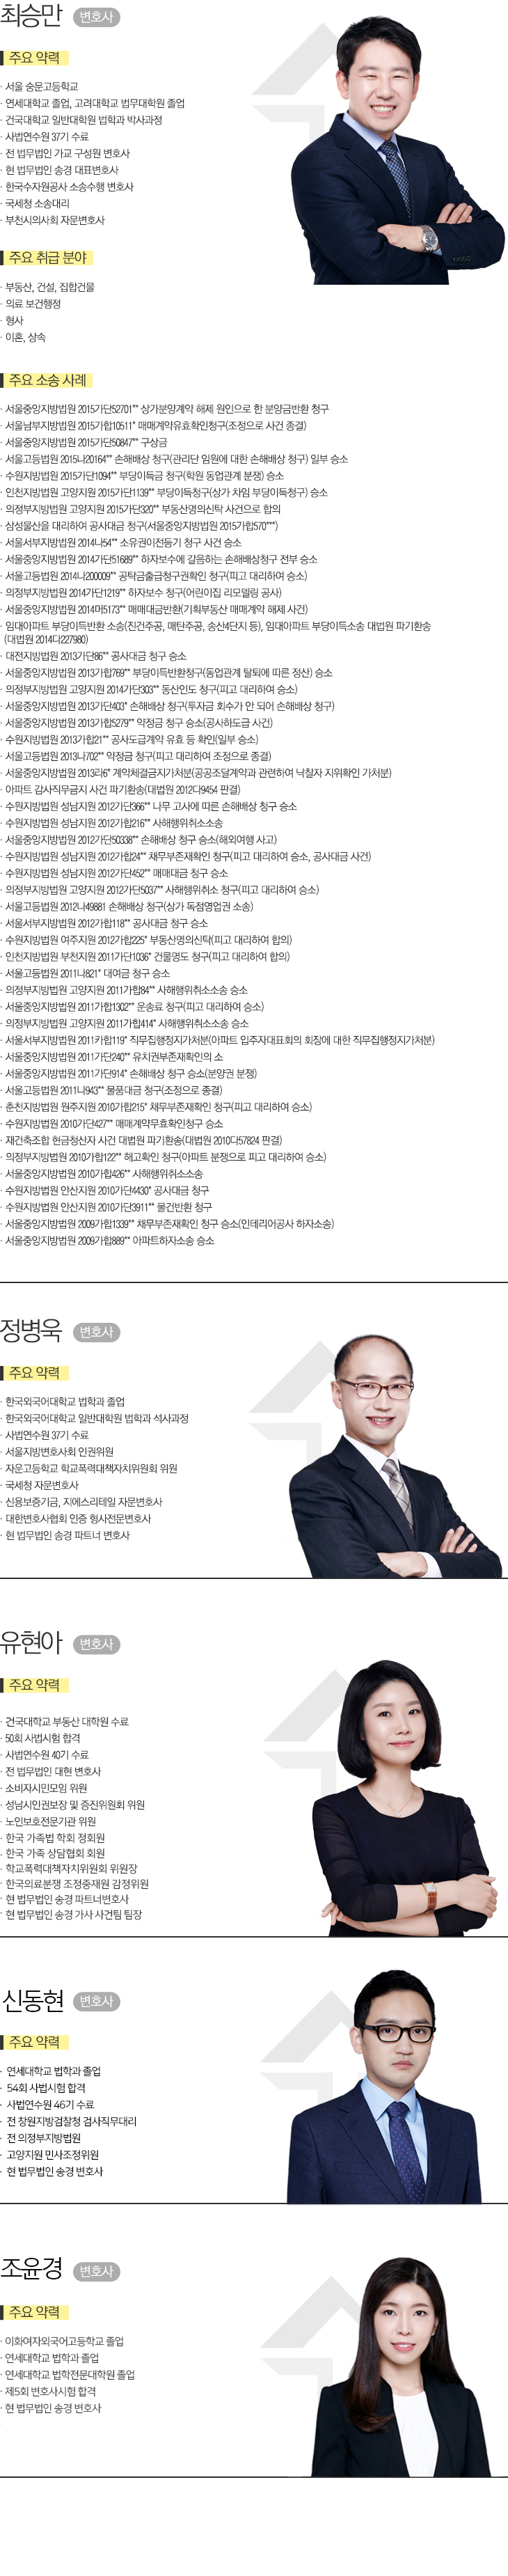 최승만 변호사
주요 약력
· 서울 숭문고등학교
· 연세대학교 졸업, 고려대학교 법무대학원 졸업
· 건국대학교 일반대학원 법학과 박사과정
· 사법연수원 37기 수료
· 전 법무법인 가교 구성원 변호사
· 현 법무법인 송경 대표변호사
· 한국수자원공사 소송수행 변호사
· 국세청 소송대리
· 부천시의사회 자문변호사
주요 취급 분야
· 부동산, 건설, 집합건물
· 의료 보건행정
· 형사
· 이혼, 상속
주요 소송 사례
· 서울중앙지방법원 2015가단52701** 상가분양계약 해제 원인으로 한 분양금반환 청구
· 서울남부지방법원 2015가합10511* 매매계약유효확인청구(조정으로 사건 종결)
· 서울중앙지방법원 2015가단50847** 구상금
· 서울고등법원 2015나20164** 손해배상 청구(관리단 임원에 대한 손해배상 청구) 일부 승소
· 수원지방법원 2015가단1094** 부당이득금 청구(학원 동업관계 분쟁) 승소
· 인천지방법원 고양지원 2015가단1139** 부당이득청구(상가 차임 부당이득청구) 승소
· 의정부지방법원 고양지원 2015가단320** 부동산명의신탁 사건으로 합의
· 삼성물산을 대리하여 공사대금 청구(서울중앙지방법원 2015가합570***)
· 서울서부지방법원 2014나54** 소유권이전등기 청구 사건 승소
· 서울중앙지방법원 2014가단51689** 하자보수에 갈음하는 손해배상청구 전부 승소
· 서울고등법원 2014나200009** 공탁금출급청구권확인 청구(피고 대리하여 승소)
· 의정부지방법원 2014가단1219** 하자보수 청구(어린이집 리모델링 공사)
· 서울중앙지방법원 2014머5173** 매매대금반환(기획부동산 매매계약 해제 사건)
· 임대아파트 부당이득반환 소송(진건주공, 매탄주공, 송산4단지 등), 임대아파트 부당이득소송 대법원 파기환송
(대법원 2014다227980)
· 대전지방법원 2013가단86** 공사대금 청구 승소
· 서울중앙지방법원 2013가합769** 부당이득반환청구(동업관계 탈퇴에 따른 정산) 승소
· 의정부지방법원 고양지원 2014가단303** 동산인도 청구(피고 대리하여 승소)
· 서울중앙지방법원 2013가단403* 손해배상 청구(투자금 회수가 안 되어 손해배상 청구)
· 서울중앙지방법원 2013가합5279** 약정금 청구 승소(공사하도급 사건)
· 수원지방법원 2013가합21** 공사도급계약 유효 등 확인(일부 승소)
· 서울고등법원 2013나702** 약정금 청구(피고 대리하여 조정으로 종결)
· 서울중앙지방법원 2013라6* 계약체결금지가처분(공공조달계약과 관련하여 낙찰자 지위확인 가처분)
· 아파트 감사직무금지 사건 파기환송(대법원 2012다9454 판결)
· 수원지방법원 성남지원 2012가단366** 나무 고사에 따른 손해배상 청구 승소
· 수원지방법원 성남지원 2012가합216** 사해행위취소소송
· 서울중앙지방법원 2012가단50338** 손해배상 청구 승소(해외여행 사고)
· 수원지방법원 성남지원 2012가합24** 채무부존재확인 청구(피고 대리하여 승소, 공사대금 사건)
· 수원지방법원 성남지원 2012가단452** 매매대금 청구 승소
· 의정부지방법원 고양지원 2012가단5037** 사해행위취소 청구(피고 대리하여 승소)
· 서울고등법원 2012나49881 손해배상 청구(상가 독점영업권 소송)
· 서울서부지방법원 2012가합118** 공사대금 청구 승소
· 수원지방법원 여주지원 2012가합225* 부동산명의신탁(피고 대리하여 합의)
· 인천지방법원 부천지원 2011가단1036* 건물명도 청구(피고 대리하여 합의)
· 서울고등법원 2011나821* 대여금 청구 승소
· 의정부지방법원 고양지원 2011가합84** 사해행위취소소송 승소
· 서울중앙지방법원 2011가합1302** 운송료 청구(피고 대리하여 승소)
· 의정부지방법원 고양지원 2011가합414* 사해행위취소소송 승소
· 서울서부지방법원 2011카합119* 직무집행정지가처분(아파트 입주자대표회의 회장에 대한 직무집행정지가처분)
· 서울중앙지방법원 2011가단240** 유치권부존재확인의 소
· 서울중앙지방법원 2011가단914* 손해배상 청구 승소(분양권 분쟁)
· 서울고등법원 2011나943** 물품대금 청구(조정으로 종결)
· 춘천지방법원 원주지원 2010가합215* 채무부존재확인 청구(피고 대리하여 승소)
· 수원지방법원 2010가단427** 매매계약무효확인청구 승소
· 재건축조합 현금청산자 사건 대법원 파기환송(대법원 2010다57824 판결)
· 의정부지방법원 2010가합122** 해고확인 청구(아파트 분쟁으로 피고 대리하여 승소)
· 서울중앙지방법원 2010가합426** 사해행위취소소송
· 수원지방법원 안산지원 2010가단4430* 공사대금 청구
· 수원지방법원 안산지원 2010가단3911** 물건반환 청구
· 서울중앙지방법원 2009가합1339** 채무부존재확인 청구 승소(인테리어공사 하자소송)
· 서울중앙지방법원 2009가합889** 아파트하자소송 승소
정병욱 변호사
주요 약력
· 한국외국어대학교 법학과 졸업
· 한국외국어대학교 일반대학원 법학과 석사과정
· 사법연수원 37기 수료
· 서울지방변호사회 인권위원
· 자운고등학교 학교폭력대책자치위원회 위원
· 국세청 자문변호사
· 신용보증기금, 지에스리테일 자문변호사
· 대한변호사협회 인증 형사전문변호사
· 현 법무법인 송경 파트너 변호사
유현아 변호사
주요 약력
· 건국대학교 부동산 대학원 수료
· 50회 사법시험 합격
· 사법연수원 40기 수료
· 전 법무법인 대현 변호사
· 소비자시민모임 위원
· 성남시인권보장 및 증진위원회 위원
· 노인보호전문기관 위원
· 한국 가족법 학회 정회원
· 한국 가족 상담협회 회원
· 학교폭력대책자치위원회 위원장
· 한국의료분쟁 조정중재원 감정위원
· 현 법무법인 송경 파트너변호사
· 현 법무법인 송경 가사 사건팀 팀장
신동현 변호사
주요 약력
· 연세대학교 법학과 졸업
· 54회 사법시험 합격
· 사법연수원 46기 수료
· 전 창원지방검찰청 검사직무대리
· 전 의정부지방법원
· 고양지원 민사조정위원
· 현 법무법인 송경 변호사
조윤경 변호사
주요 약력
· 이화여자외국어고등학교 졸업
· 연세대학교 법학과 졸업
· 연세대학교 법학전문대학원 졸업
· 제5회 변호사시험 합격
· 현 법무법인 송경 변호사